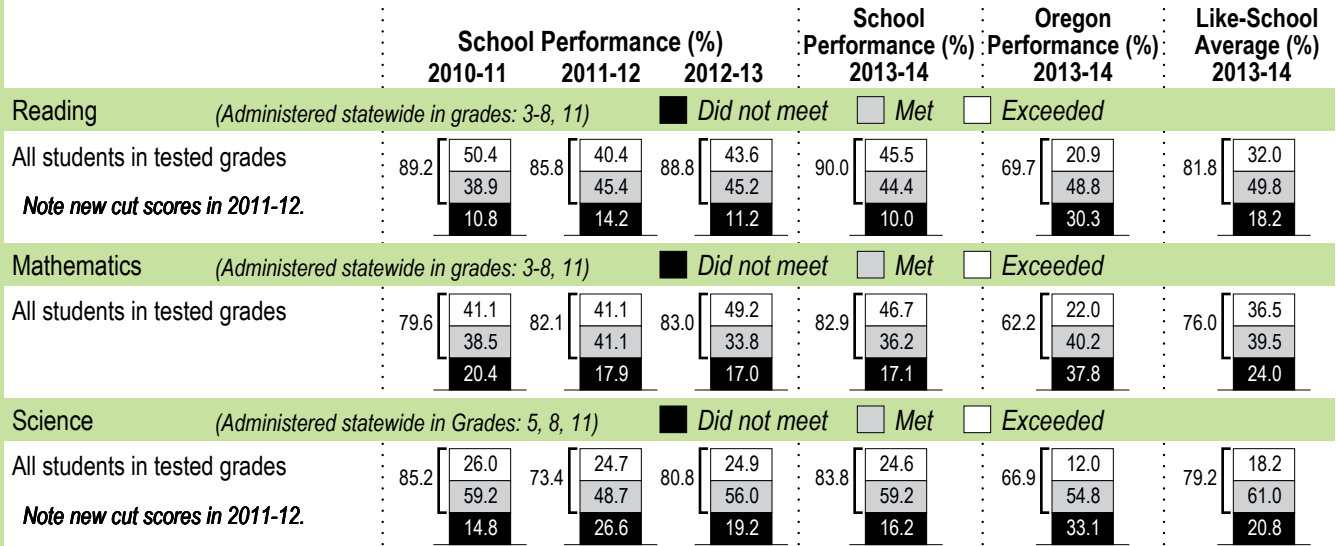 School Performance (%)
School Performance (%)
Oregon Performance (%)
Like-School Average (%)
2010-11 2011-12 2012-13 2013-14 2013-14 2013-14
Reading (Administered statewide in grades: 3-8, 11) Did not meet Met Exceeded
All students in tested grades
Note new cut scores in 2011-12.
89.2 50.4 85.8 40.4 88.8 43.6 90.0 45.5 69.7 20.9 81.8 32.0
38.9 45.4 45.2 44.4 48.8 49.8
10.8 14.2 11.2 10.0 30.3 18.2
Mathematics (Administered statewide in grades: 3-8, 11) Did not meet Met Exceeded
All students in tested grades
79.6 41.1 82.1 41.1 83.0 49.2 82.9 46.7 62.2 22.0 76.0 36.5
38.5 41.1 33.8 36.2 40.2 39.5
20.4 17.9 17.0 17.1 37.8 24.0
Science (Administered statewide in Grades: 5, 8, 11) Did not meet Met Exceeded
All students in tested grades
Note new cut scores in 2011-12.
85.2 26.0 73.4 24.7 80.8 24.9 83.8 24.6 66.9 12.0 79.2 18.2
59.2 48.7 56.0 59.2 54.8 61.0
14.8 26.6 19.2 16.2 33.1 20.8